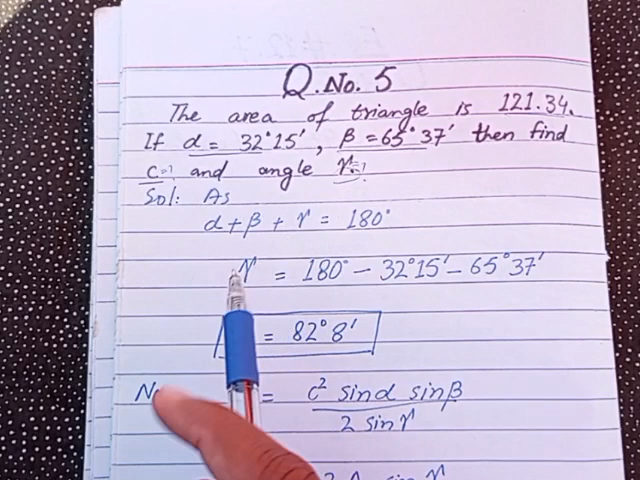 Q.No. 5
The area of triangle is 121.34.
If α = 32°15′, β = 65°37′ then find
c=? and angle γ=?
Sol: As
α + β + γ = 180°
γ = 180° − 32°15′ − 65°37′
= 82°8′
= c² sinα sinβ
2 sinγ